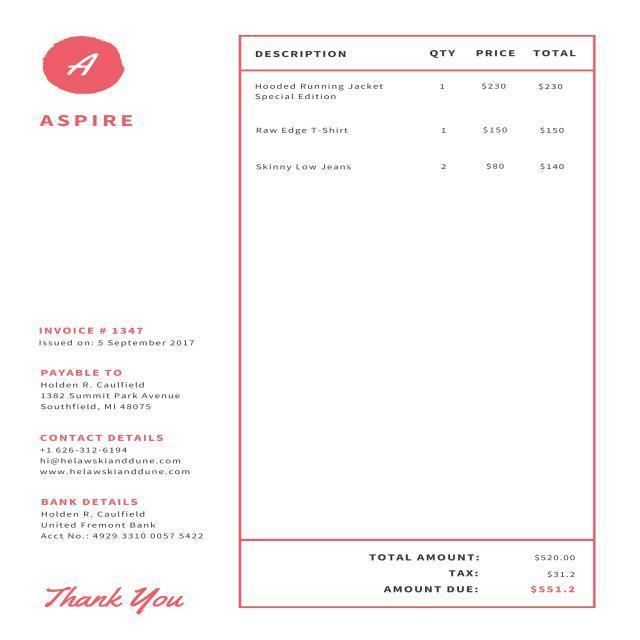 A
ASPIRE
INVOICE # 1347
Issued on: 5 September 2017
PAYABLE TO
Holden R. Caulfield
1382 Summit Park Avenue
Southfield, MI 48075
CONTACT DETAILS
+1 626-312-6194
hi@helawskianddune.com
www.helawskianddune.com
BANK DETAILS
Holden R. Caulfield
United Fremont Bank
Acct No.: 4929 3310 0057 5422
Thank You
DESCRIPTION QTY PRICE TOTAL
Hooded Running Jacket 1 $230 $230
Special Edition
Raw Edge T-Shirt 1 $150 $150
Skinny Low Jeans 2 $80 $140
TOTAL AMOUNT: $520.00
TAX: $31.2
AMOUNT DUE: $551.2